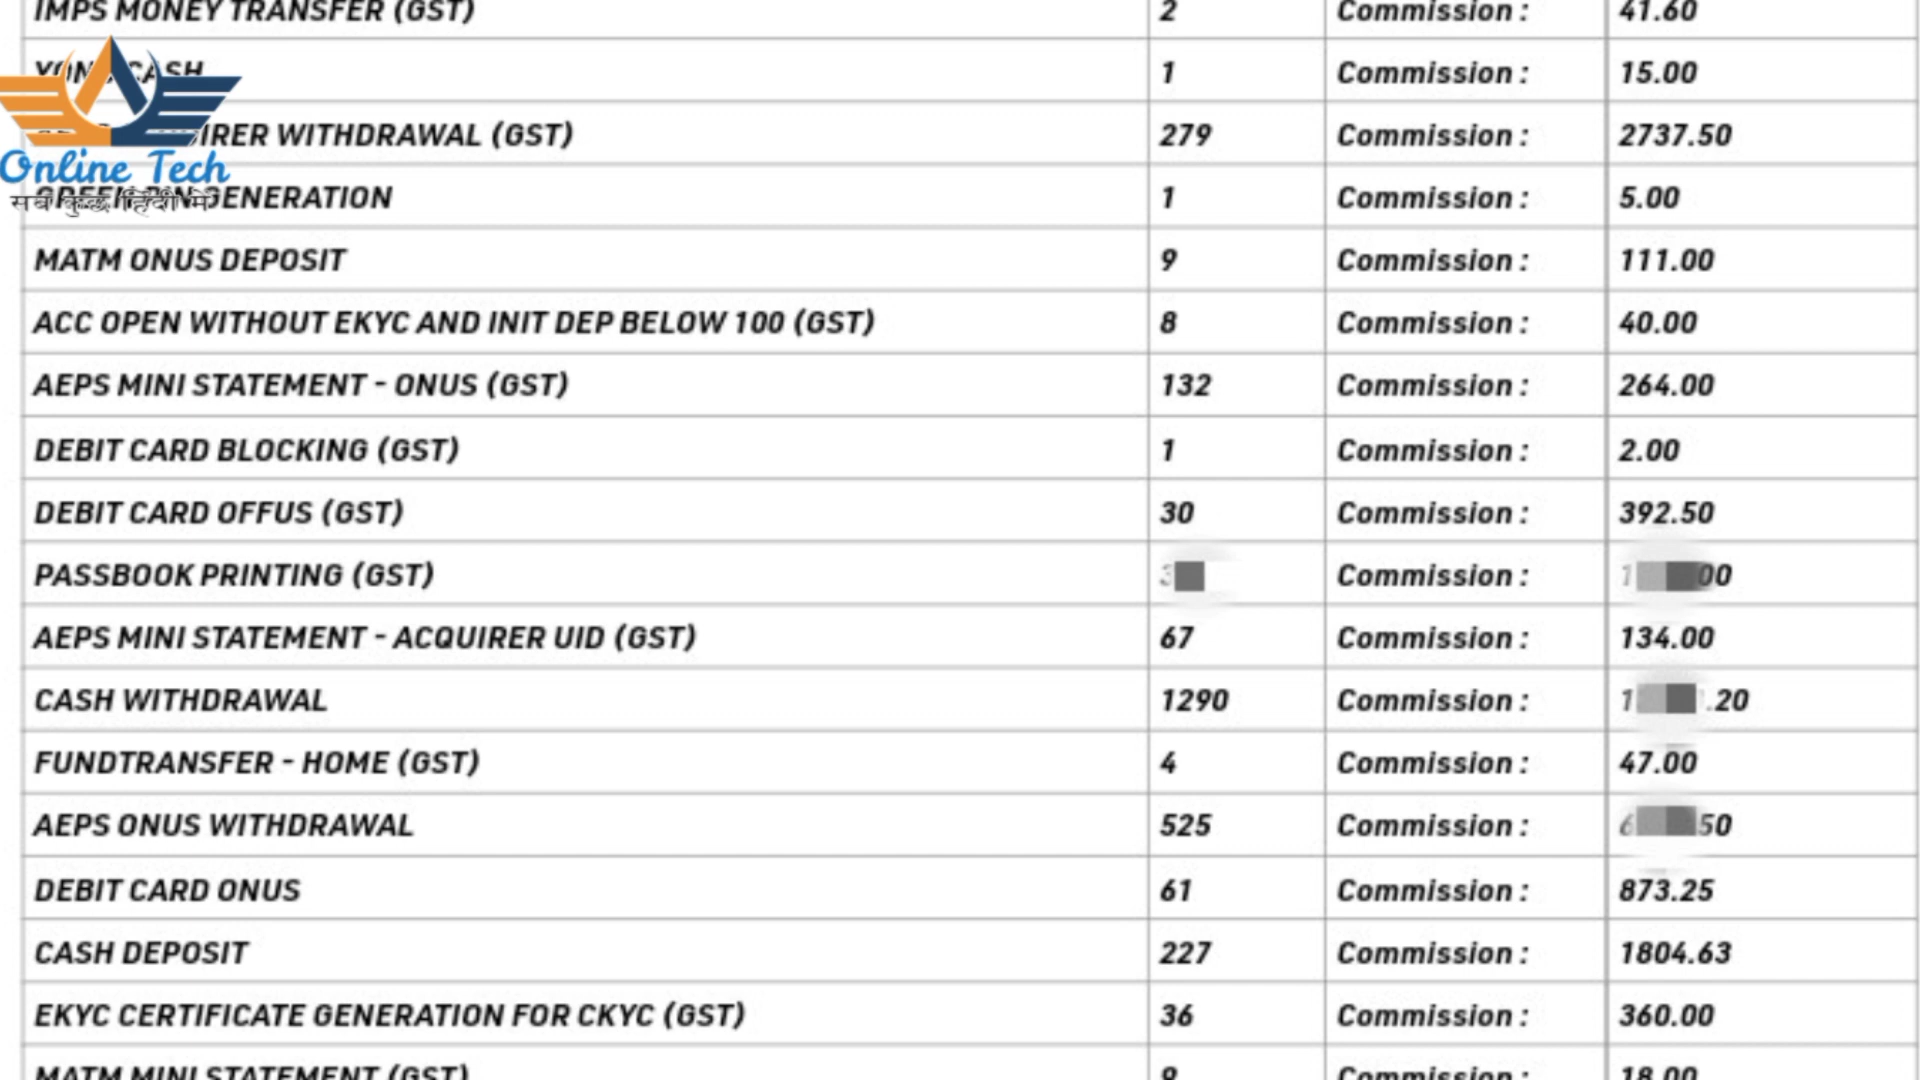 IMPS MONEY TRANSFER (GST) 2 Commission : 41.60
CASH 1 Commission : 15.00
WITHDRAWAL (GST) 279 Commission : 2737.50
Online Tech
GENERATION 1 Commission : 5.00
सब कुछ हिंदी में
MATM ONUS DEPOSIT 9 Commission : 111.00
ACC OPEN WITHOUT EKYC AND INIT DEP BELOW 100 (GST) 8 Commission : 40.00
AEPS MINI STATEMENT - ONUS (GST) 132 Commission : 264.00
DEBIT CARD BLOCKING (GST) 1 Commission : 2.00
DEBIT CARD OFFUS (GST) 30 Commission : 392.50
PASSBOOK PRINTING (GST) Commission :
AEPS MINI STATEMENT - ACQUIRER UID (GST) 67 Commission : 134.00
CASH WITHDRAWAL 1290 Commission :
FUNDTRANSFER - HOME (GST) 4 Commission : 47.00
AEPS ONUS WITHDRAWAL 525 Commission :
DEBIT CARD ONUS 61 Commission : 873.25
CASH DEPOSIT 227 Commission : 1804.63
EKYC CERTIFICATE GENERATION FOR CKYC (GST) 36 Commission : 360.00
MATM MINI STATEMENT (GST) Commission : 18.00